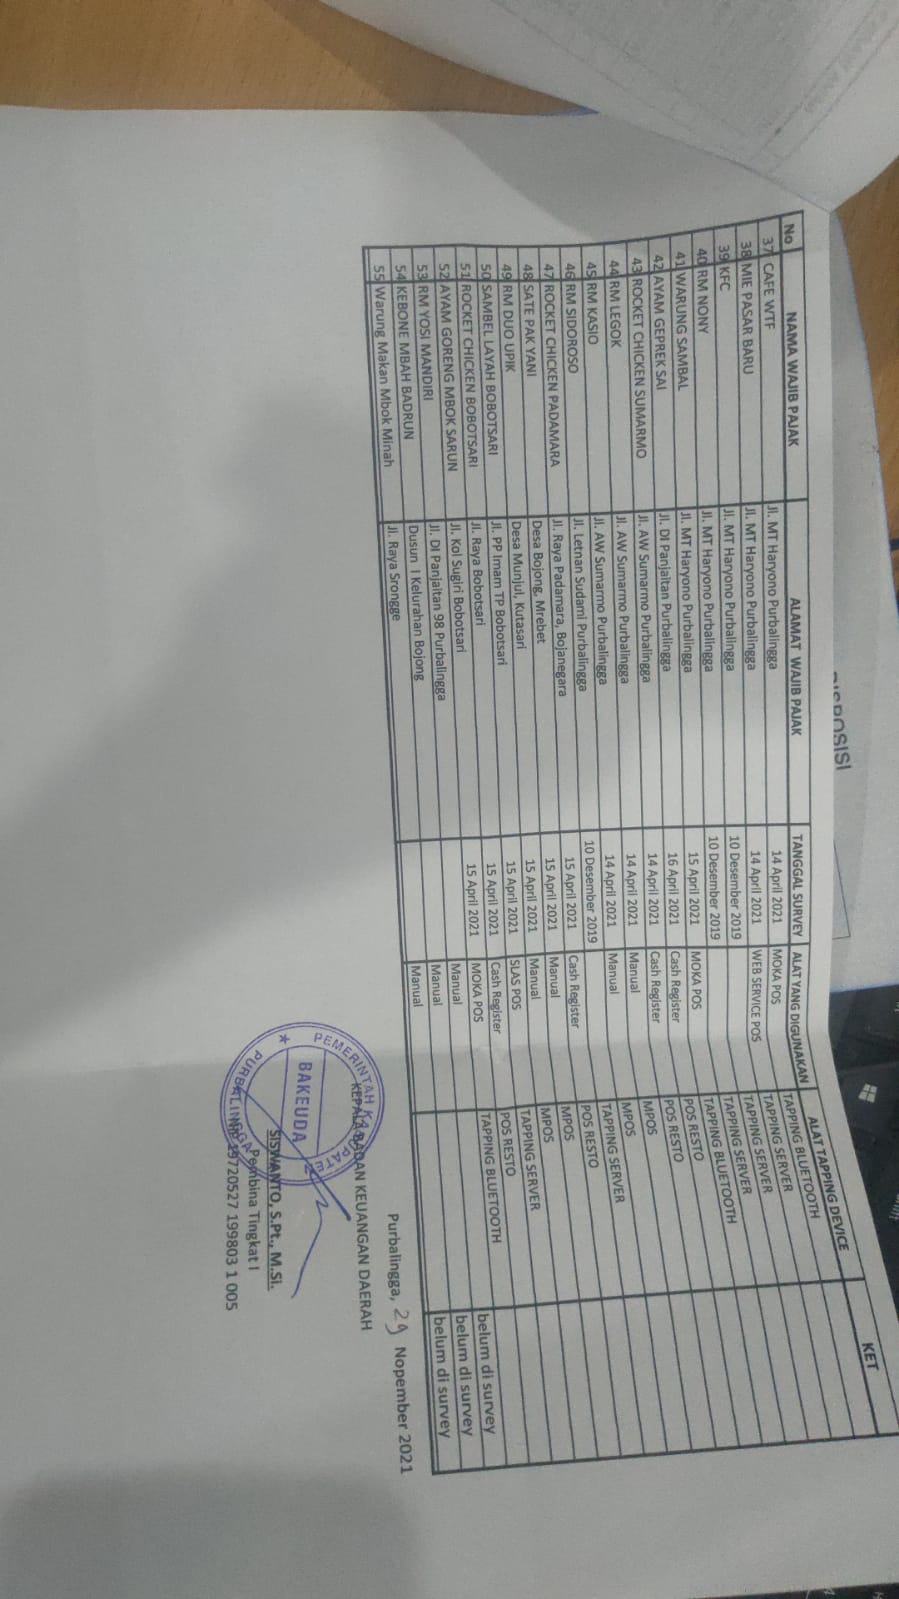 DISPOSISI
No NAMA WAJIB PAJAK ALAMAT WAJIB PAJAK TANGGAL SURVEY ALAT YANG DIGUNAKAN ALAT TAPPING DEVICE KET
37 CAFE WTF Jl. MT Haryono Purbalingga 14 April 2021 MOKA POS TAPPING BLUETOOTH
38 MIE PASAR BARU Jl. MT Haryono Purbalingga 14 April 2021 WEB SERVICE POS TAPPING SERVER
39 KFC Jl. MT Haryono Purbalingga 10 Desember 2019 TAPPING SERVER
40 RM NONY Jl. MT Haryono Purbalingga 10 Desember 2019 TAPPING SERVER
41 WARUNG SAMBAL Jl. MT Haryono Purbalingga 15 April 2021 MOKA POS TAPPING BLUETOOTH
42 AYAM GEPREK SAI Jl. DI Panjaitan Purbalingga 16 April 2021 Cash Register POS RESTO
43 ROCKET CHICKEN SUMARMO Jl. AW Sumarmo Purbalingga 14 April 2021 Cash Register POS RESTO
44 RM LEGOK Jl. AW Sumarmo Purbalingga 14 April 2021 Manual MPOS
45 RM KASIO Jl. AW Sumarmo Purbalingga 14 April 2021 Manual MPOS
46 RM SIDOROSO Jl. Letnan Sudami Purbalingga 10 Desember 2019 TAPPING SERVER
47 ROCKET CHICKEN PADAMARA Jl. Raya Padamara, Bojanegara 15 April 2021 Cash Register POS RESTO
48 SATE PAK YANI Desa Bojong, Mrebet 15 April 2021 Manual MPOS
49 RM DUO UPIK Desa Munjul, Kutasari 15 April 2021 Manual MPOS
50 SAMBEL LAYAH BOBOTSARI Jl. PP Imam TP Bobotsari 15 April 2021 SLAS POS TAPPING SERVER
51 ROCKET CHICKEN BOBOTSARI Jl. Raya Bobotsari 15 April 2021 Cash Register POS RESTO
52 AYAM GORENG MBOK SARUN Jl. Kol Sugiri Bobotsari 15 April 2021 MOKA POS TAPPING BLUETOOTH
53 RM YOSI MANDIRI Jl. DI Panjaitan 98 Purbalingga Manual belum di survey
54 KEBONE MBAH BADRUN Dusun I Kelurahan Bojong Manual belum di survey
55 Warung Makan Mbok Minah Jl. Raya Srongge Manual belum di survey
Purbalingga, 29 Nopember 2021
KEPALA BADAN KEUANGAN DAERAH
PEMERINTAH KABUPATEN
BAKEUDA
PURBALINGGA
SISWANTO, S.Pt., M.Si.
Pembina Tingkat I
NIP 19720527 199803 1 005